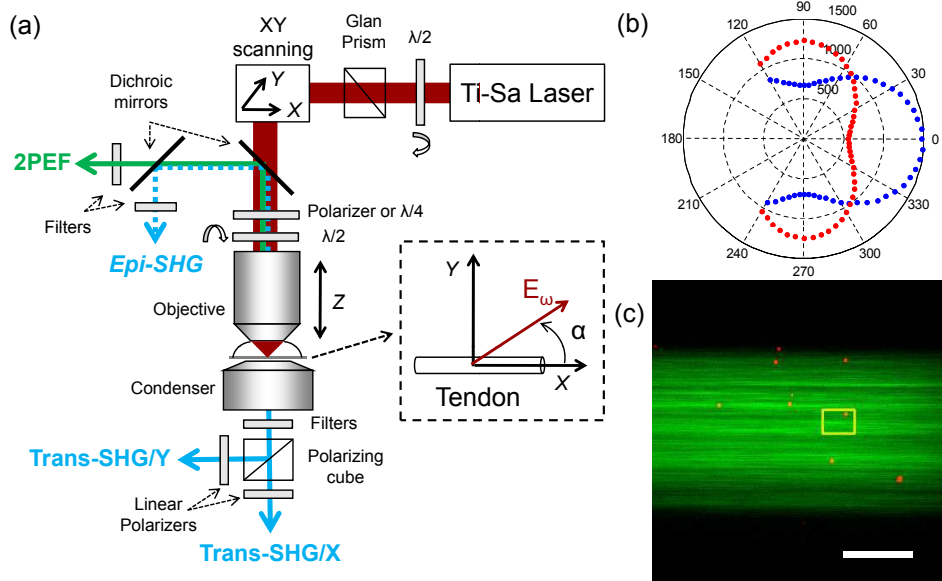 (a)
XY
scanning
Glan
Prism
λ/2
Y
X
Ti-Sa Laser
Dichroic
mirrors
2PEF
Filters
Epi-SHG
Polarizer or λ/4
λ/2
Objective
Z
Condenser
Filters
Trans-SHG/Y
Polarizing
cube
Linear
Polarizers
Trans-SHG/X
Y
Eω
α
X
Tendon
(b)
90
1500
120
60
1000
150
30
500
180
0
210
330
240
300
270
(c)